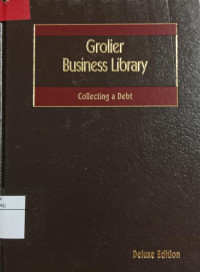 Grolier
Business Library
Collecting a Debt
Deluxe Edition